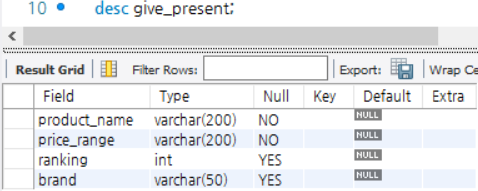 10 desc give_present;
Result Grid Filter Rows: Export: Wrap Ce
Field Type Null Key Default Extra
product_name varchar(200) NO NULL
price_range varchar(200) NO NULL
ranking int YES NULL
brand varchar(50) YES NULL